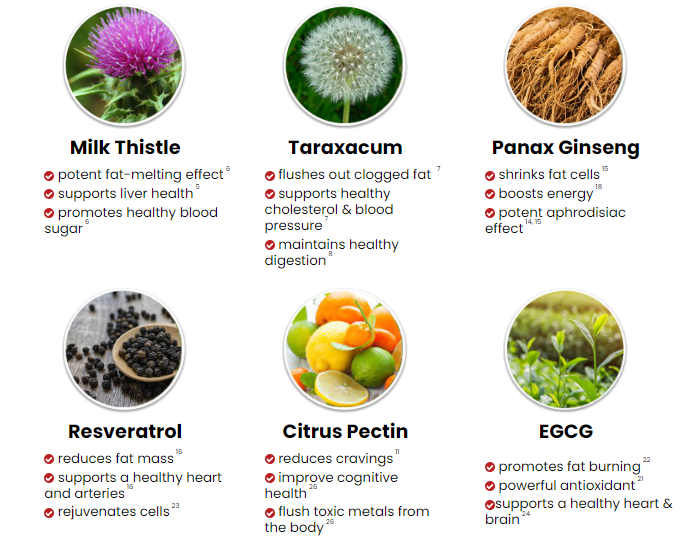 Milk Thistle
potent fat-melting effect 6
supports liver health 5
promotes healthy blood
sugar 6
Taraxacum
flushes out clogged fat 7
supports healthy
cholesterol & blood
pressure 7
maintains healthy
digestion 8
Panax Ginseng
shrinks fat cells 15
boosts energy 18
potent aphrodisiac
effect 14, 15
Resveratrol
reduces fat mass 16
supports a healthy heart
and arteries 16
rejuvenates cells 23
Citrus Pectin
reduces cravings 11
improve cognitive
health 26
flush toxic metals from
the body 26
EGCG
promotes fat burning 22
powerful antioxidant 21
supports a healthy heart &
brain 24